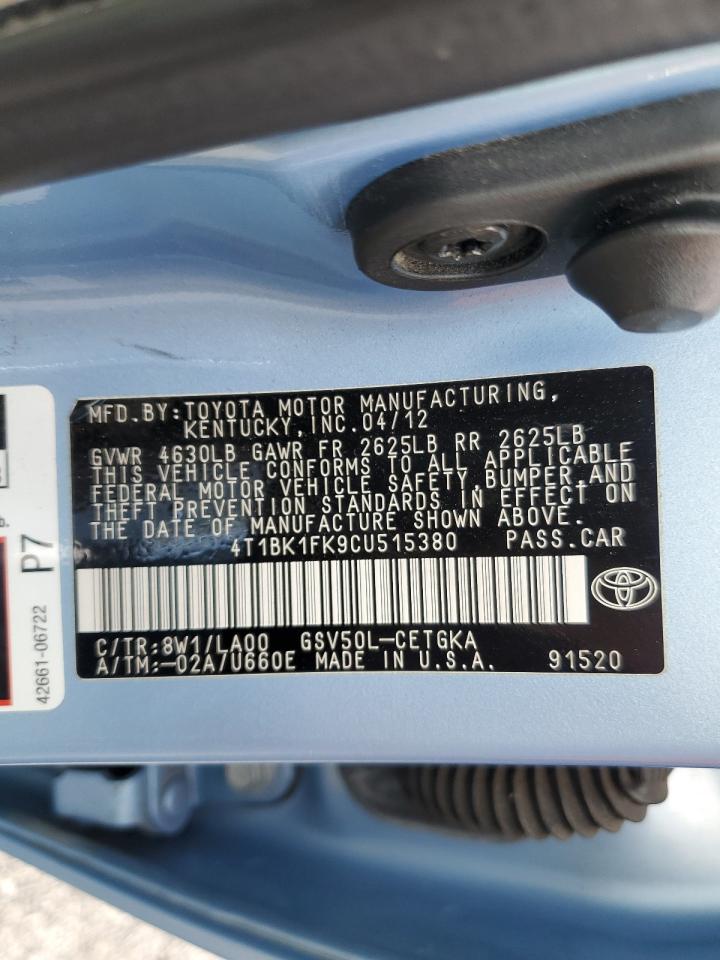 MFD.BY:TOYOTA MOTOR MANUFACTURING,
KENTUCKY,INC.04/12
GVWR 4630LB GAWR FR 2625LB RR 2625LB
THIS VEHICLE CONFORMS TO ALL APPLICABLE
FEDERAL MOTOR VEHICLE SAFETY,BUMPER,AND
THEFT PREVENTION STANDARDS IN EFFECT ON
THE DATE OF MANUFACTURE SHOWN ABOVE.
4T1BK1FK9CU515380 PASS.CAR
C/TR:8W1/LA00 GSV50L-CETGKA
A/TM:-02A/U660E MADE IN U.S.A. 91520
P7
42661-06722